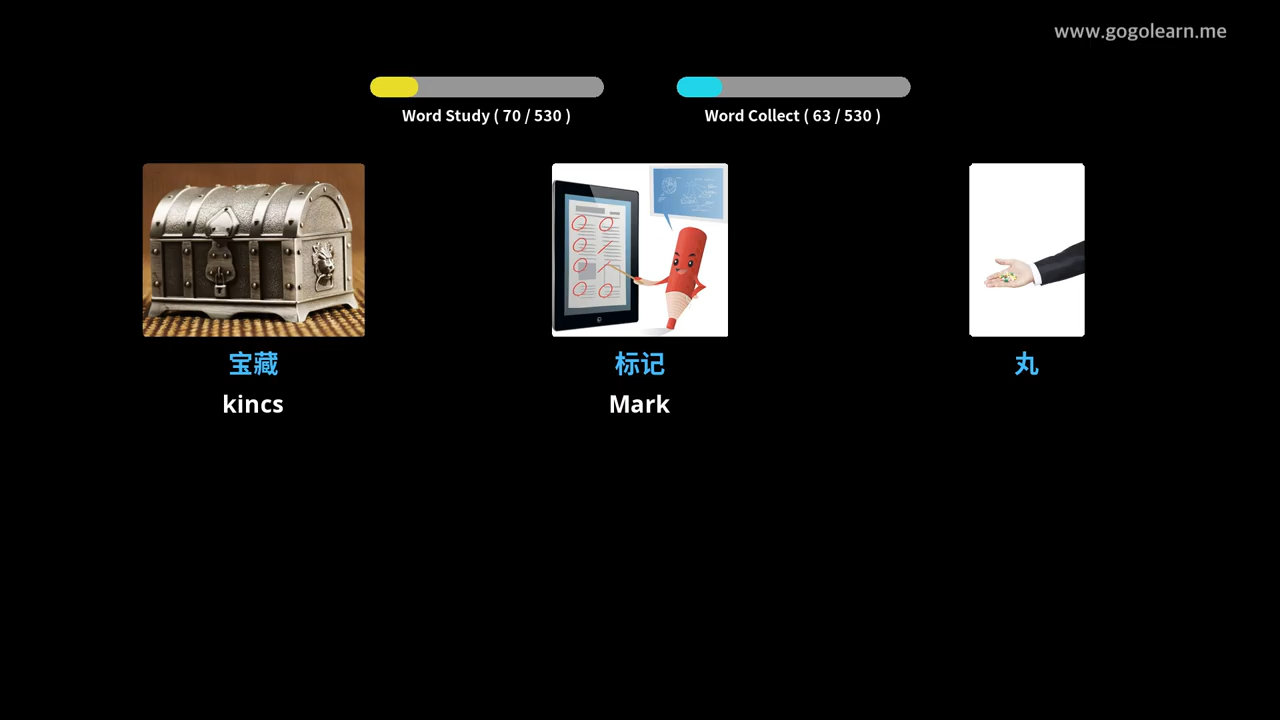 www.gogolearn.me
Word Study ( 70 / 530 )
Word Collect ( 63 / 530 )
宝藏
标记
丸
kincs
Mark